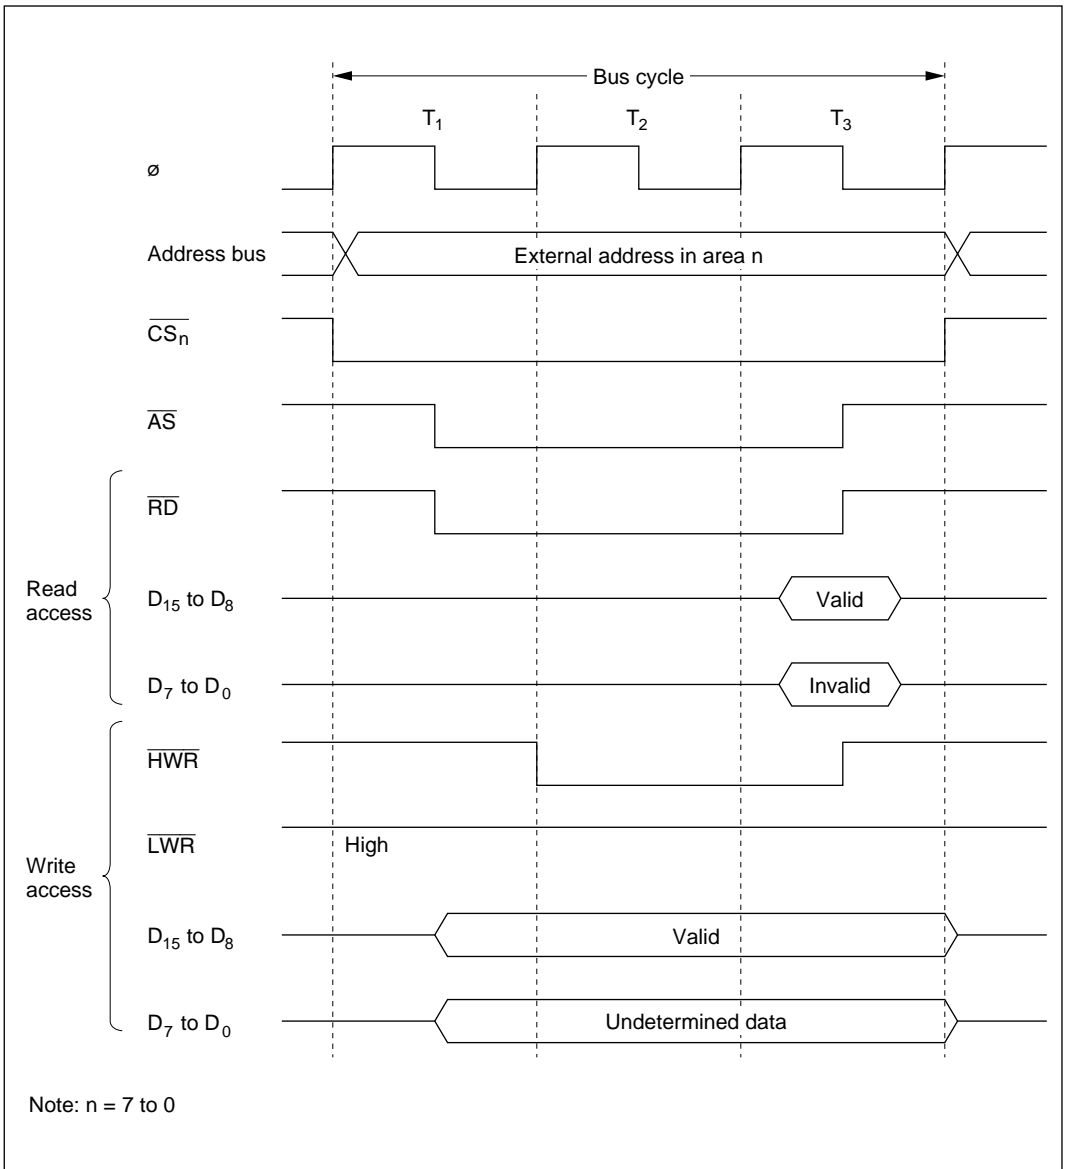 Bus cycle
T1 T2 T3
ø
Address bus External address in area n
CSn
AS
RD
Read access
D15 to D8 Valid
D7 to D0 Invalid
HWR
LWR High
Write access
D15 to D8 Valid
D7 to D0 Undetermined data
Note: n = 7 to 0